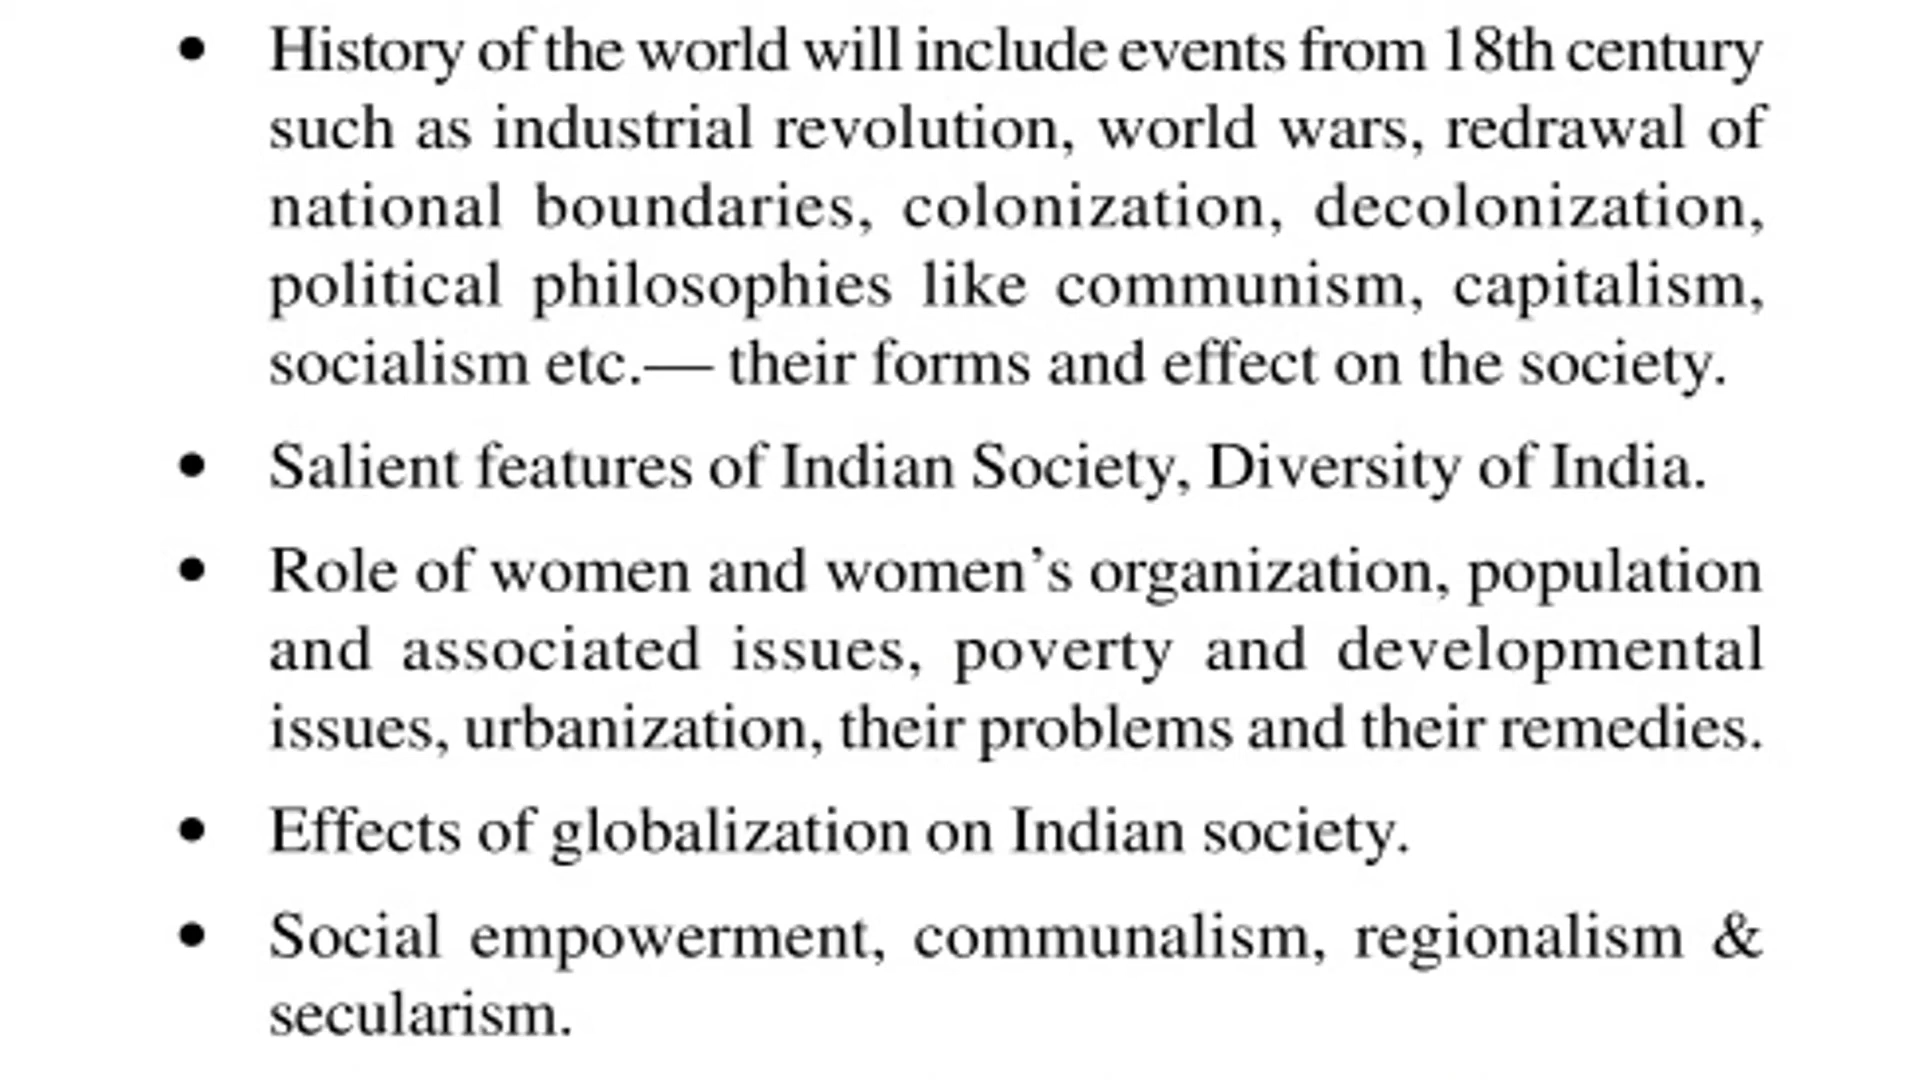 • History of the world will include events from 18th century
such as industrial revolution, world wars, redrawal of
national boundaries, colonization, decolonization,
political philosophies like communism, capitalism,
socialism etc.— their forms and effect on the society.
• Salient features of Indian Society, Diversity of India.
• Role of women and women’s organization, population
and associated issues, poverty and developmental
issues, urbanization, their problems and their remedies.
• Effects of globalization on Indian society.
• Social empowerment, communalism, regionalism &
secularism.